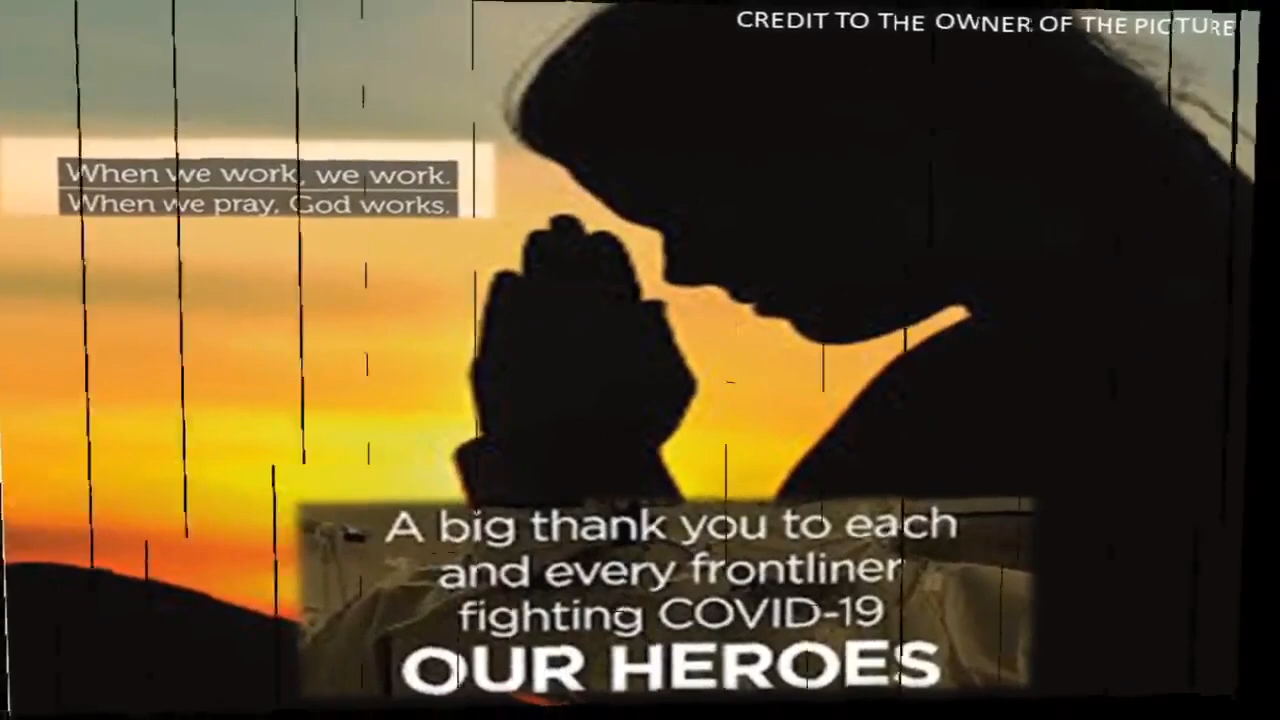 CREDIT TO THE OWNER OF THE PICTURE
When we work, we work.
When we pray, God works.
A big thank you to each
and every frontliner
fighting COVID-19
OUR HEROES